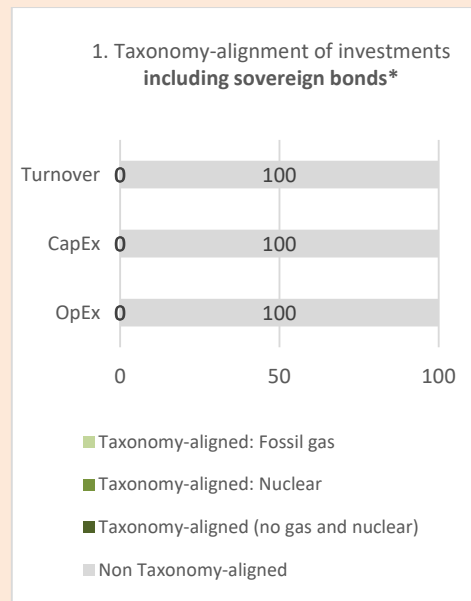 1. Taxonomy-alignment of investments
including sovereign bonds*
Turnover 0 100
CapEx 0 100
OpEx 0 100
0 50 100
Taxonomy-aligned: Fossil gas
Taxonomy-aligned: Nuclear
Taxonomy-aligned (no gas and nuclear)
Non Taxonomy-aligned